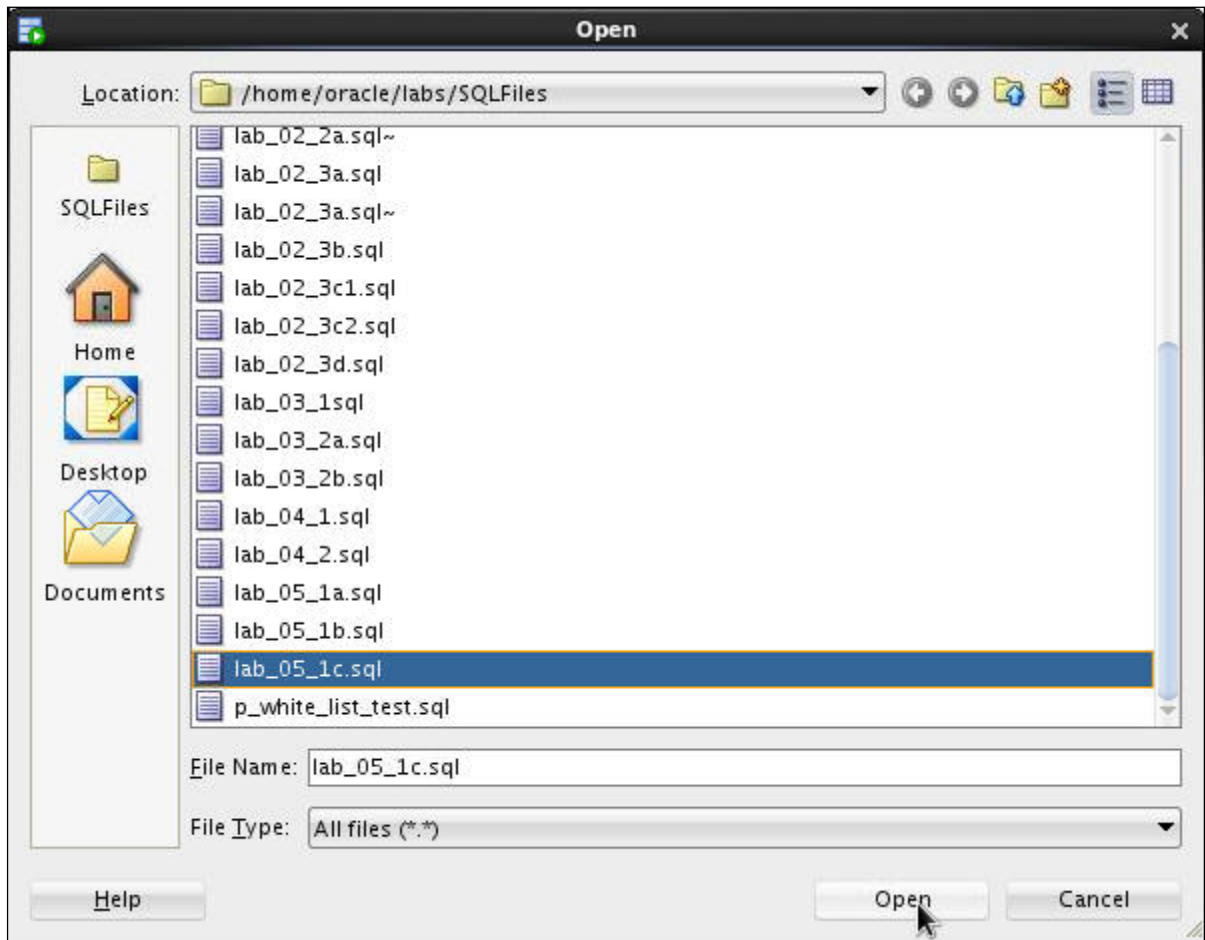 Open
Location: /home/oracle/labs/SQLFiles
SQLFiles
Home
Desktop
Documents
lab_02_2a.sql~
lab_02_3a.sql
lab_02_3a.sql~
lab_02_3b.sql
lab_02_3c1.sql
lab_02_3c2.sql
lab_02_3d.sql
lab_03_1sql
lab_03_2a.sql
lab_03_2b.sql
lab_04_1.sql
lab_04_2.sql
lab_05_1a.sql
lab_05_1b.sql
lab_05_1c.sql
p_white_list_test.sql
File Name: lab_05_1c.sql
File Type: All files (*.*)
Help Open Cancel